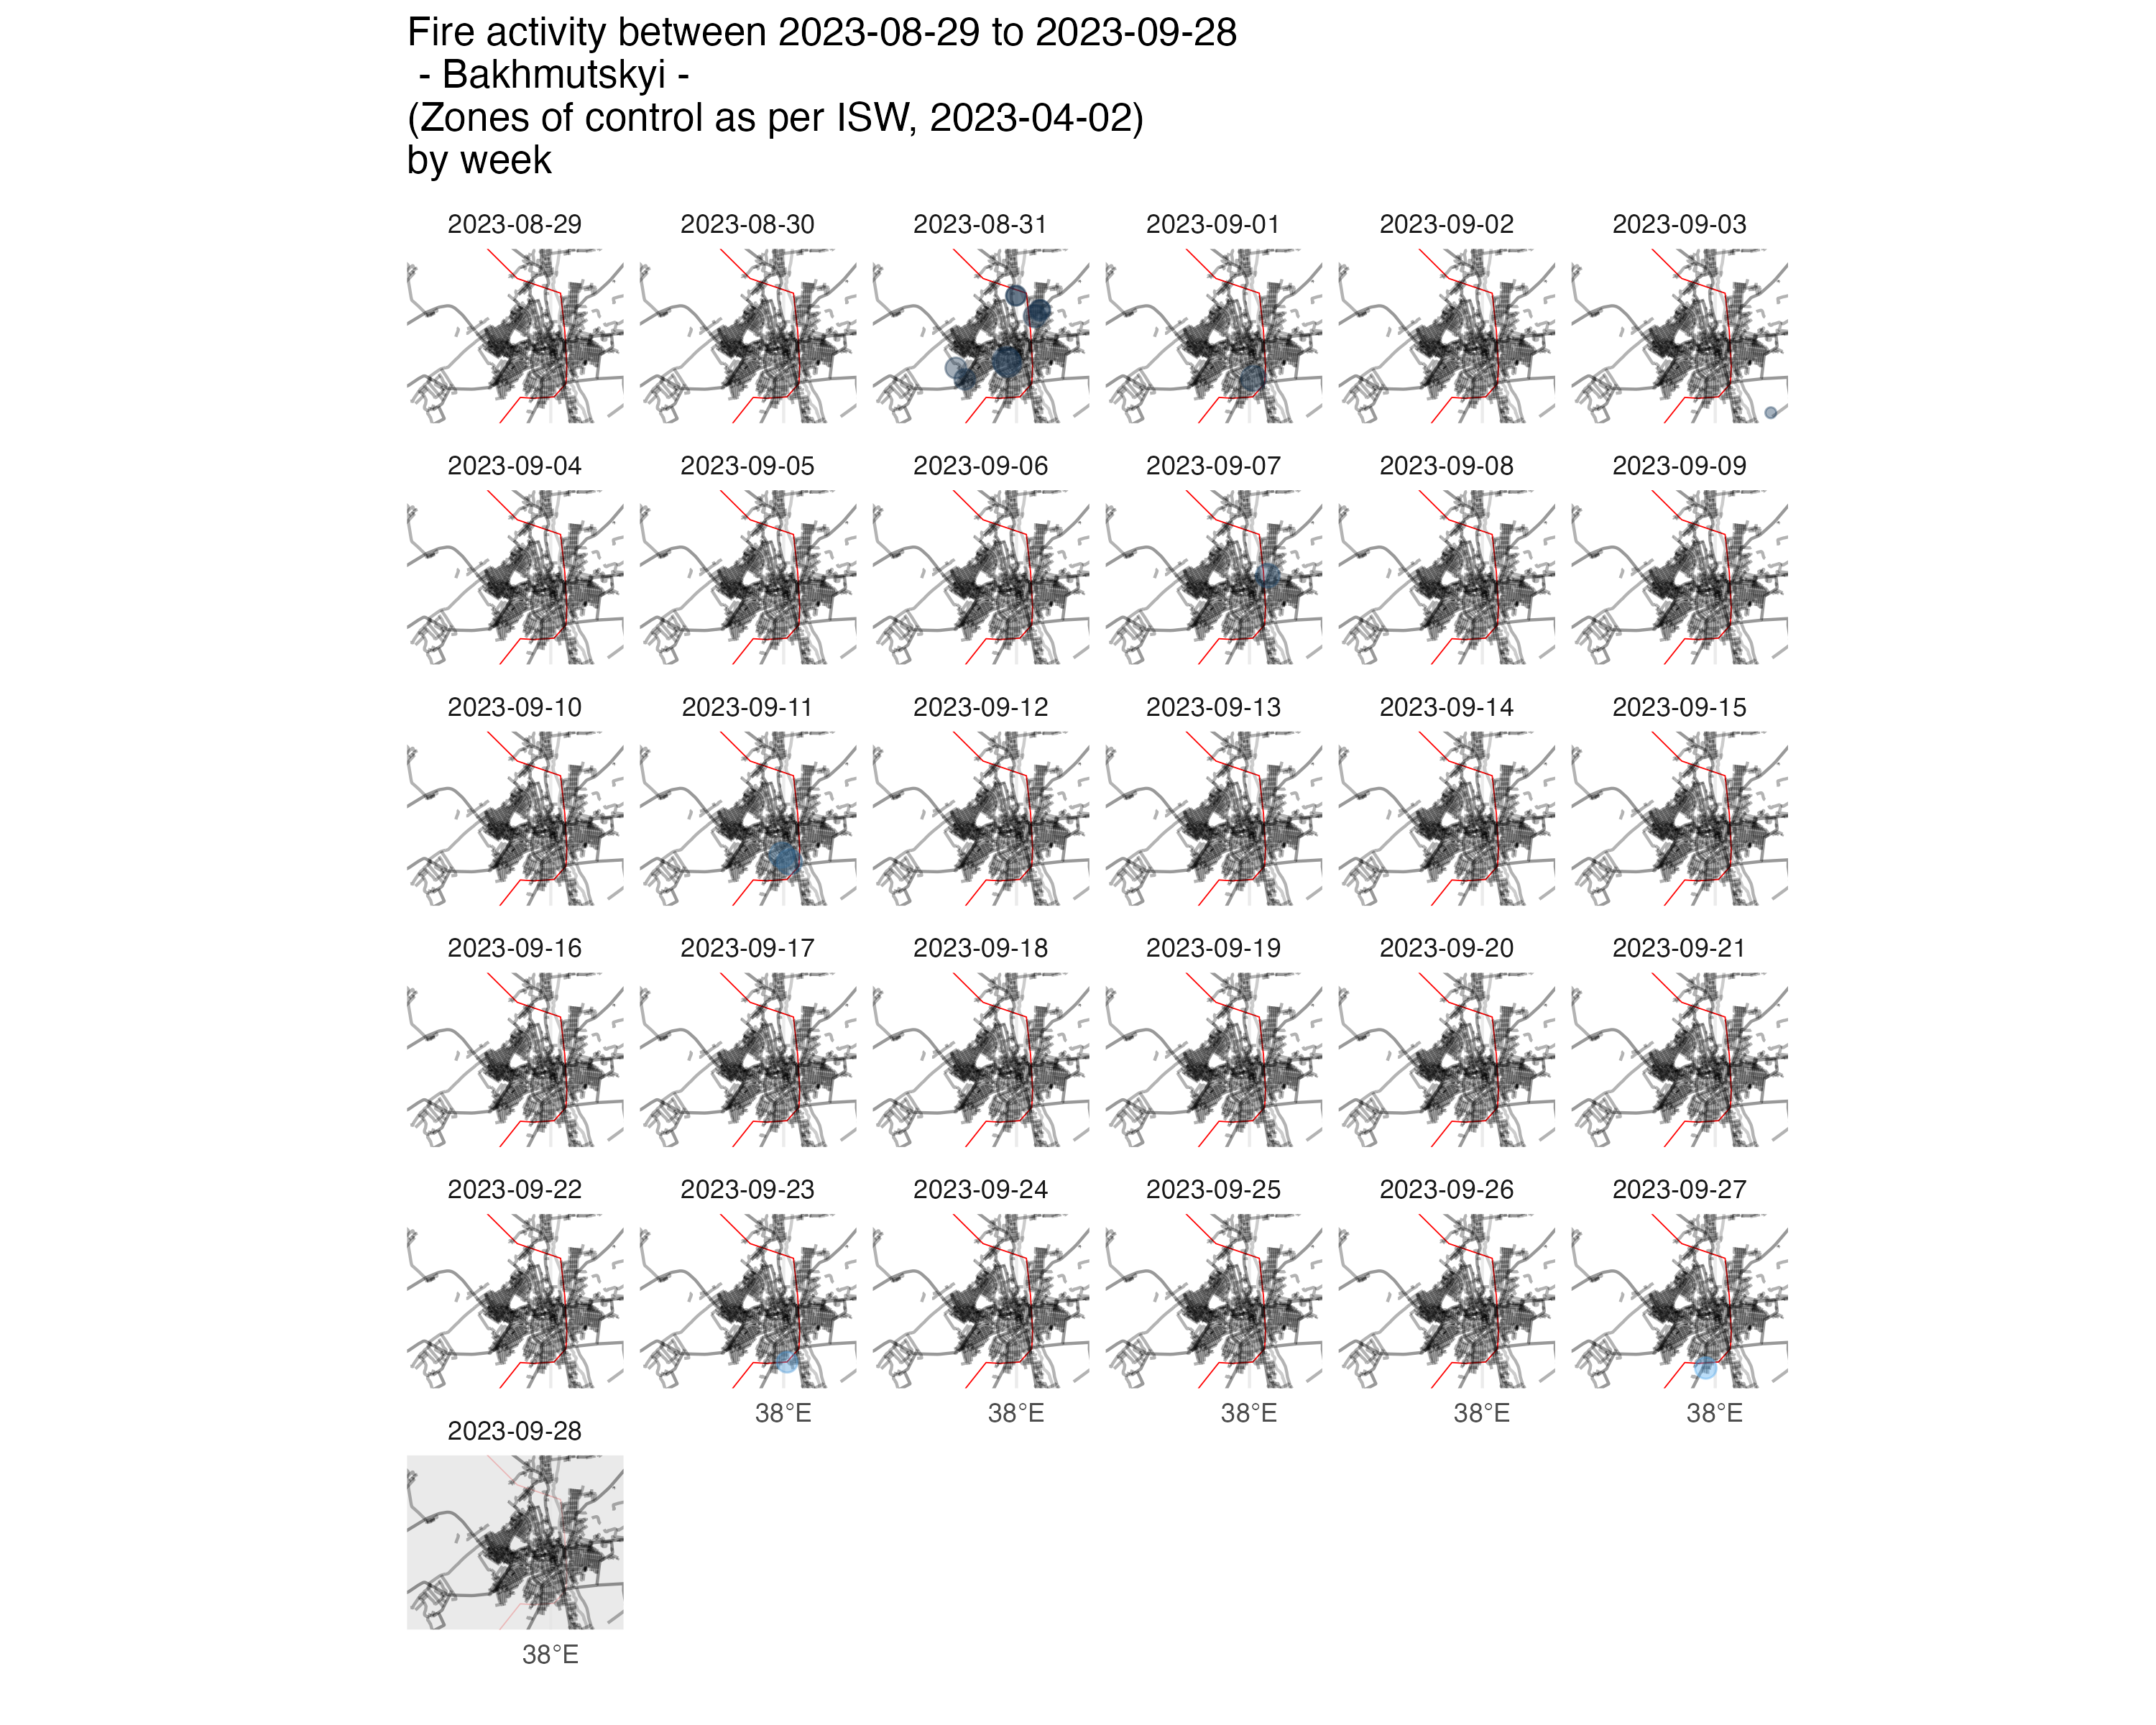 Fire activity between 2023-08-29 to 2023-09-28
- Bakhmutskyi -
(Zones of control as per ISW, 2023-04-02)
by week
2023-08-29 2023-08-30 2023-08-31 2023-09-01 2023-09-02 2023-09-03
2023-09-04 2023-09-05 2023-09-06 2023-09-07 2023-09-08 2023-09-09
2023-09-10 2023-09-11 2023-09-12 2023-09-13 2023-09-14 2023-09-15
2023-09-16 2023-09-17 2023-09-18 2023-09-19 2023-09-20 2023-09-21
2023-09-22 2023-09-23 2023-09-24 2023-09-25 2023-09-26 2023-09-27
38°E 38°E 38°E 38°E 38°E
2023-09-28
38°E